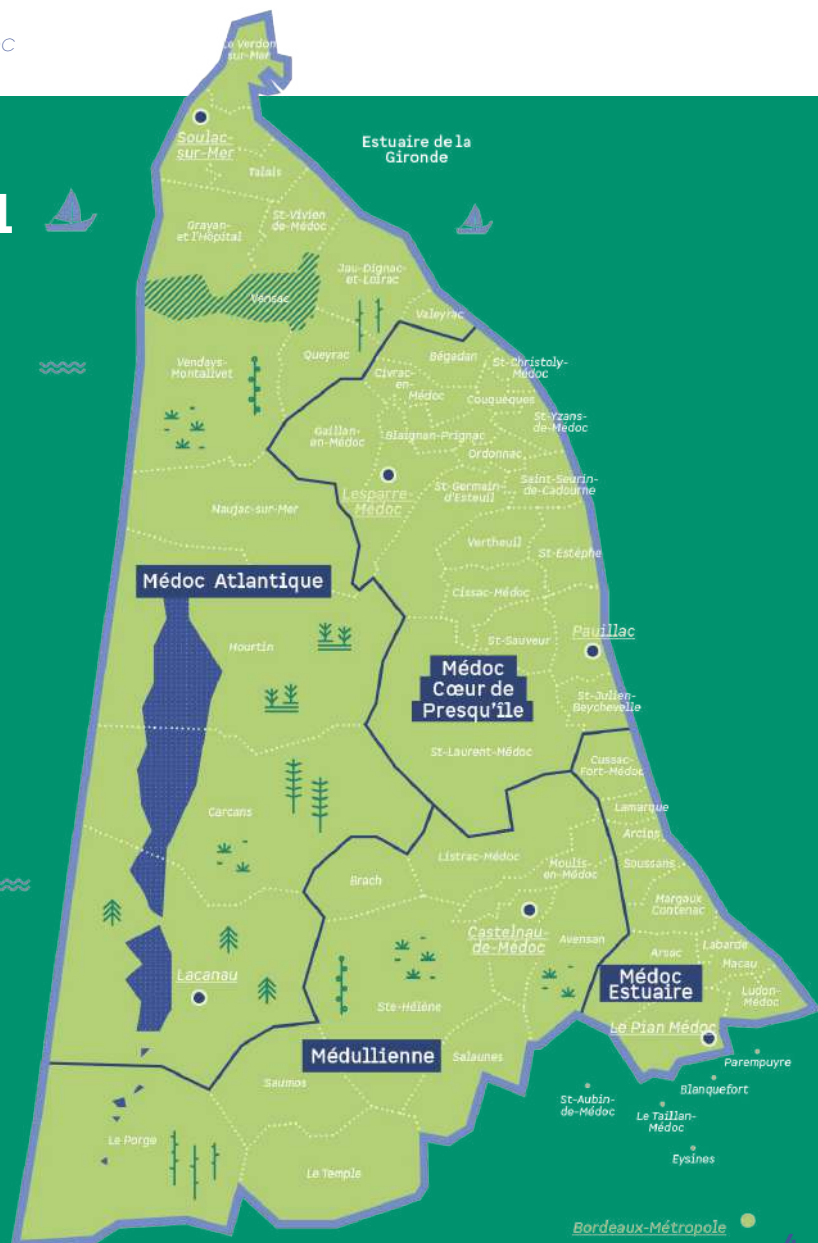 C
Le Verdon-
sur-Mer
Soulac-
sur-Mer
Estuaire de la
Gironde
Talais
1
Grayan-
et l'Hôpital
St-Vivien
de-Médoc
Jau-Dignac-
et-Loirac
Vensac
Valeyrac
Vendays-
Montalivet
Queyrac
Bégadan
St-Christoly-
Médoc
Civrac-
en-
Médoc
Couquèques
St-Yzans-
de-Médoc
Gaillan-
en-Médoc
Blaignan-Prignac
Ordonnac
Lesparre-
Médoc
St-Germain-
d'Esteuil
Saint-Seurin-
de-Cadourne
Naujac-sur-Mer
Vertheuil
St-Estèphe
Médoc Atlantique
Cissac-Médoc
Hourtin
St-Sauveur
Pauillac
Médoc
Cœur de
Presqu'île
St-Julien-
Beychevelle
St-Laurent-Médoc
Cussac-
Fort-Médoc
Carcans
Lamarque
Arcins
Listrac-Médoc
Moulis-
en-Médoc
Soussans
Brach
Margaux
Cantenac
Castelnau-
de-Médoc
Avensan
Arsac
Labarde
Macau
Lacanau
Médoc
Estuaire
Ludon-
Médoc
Ste-Hélène
Le Pian Médoc
Médullienne
Salaunes
Parempuyre
Saumos
Blanquefort
St-Aubin-
de-Médoc
Le Taillan-
Médoc
Le Porge
Eysines
Le Temple
Bordeaux-Métropole